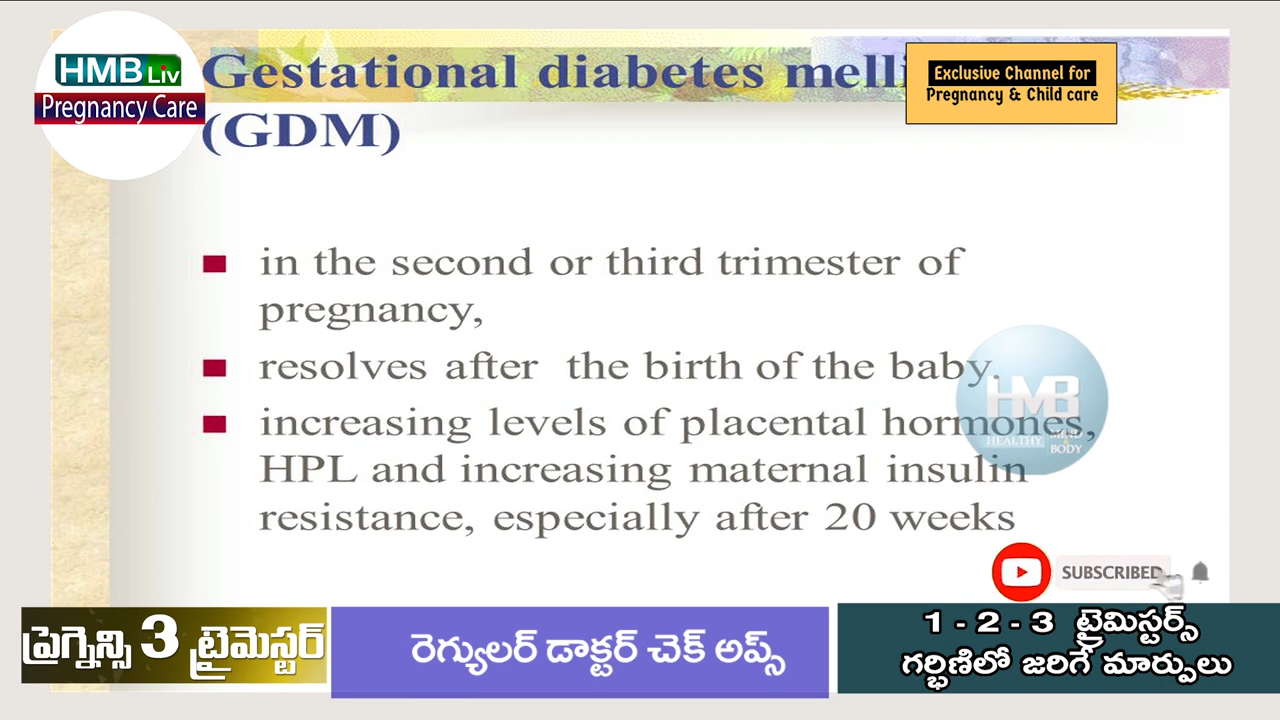 HMB Liv
Pregnancy Care
Gestational diabetes melli
(GDM)
Exclusive Channel for
Pregnancy & Child care
in the second or third trimester of
pregnancy,
resolves after the birth of the baby.
increasing levels of placental hormones,
HPL and increasing maternal insulin
resistance, especially after 20 weeks
HMB
HEALTHY MIND
BODY
SUBSCRIBED
ప్రెగ్నెన్సి 3 ట్రైమెస్టర్
రెగ్యులర్ డాక్టర్ చెక్ అప్స్
1 - 2 - 3 ట్రైమిస్టర్స్
గర్భిణిలో జరిగే మార్పులు